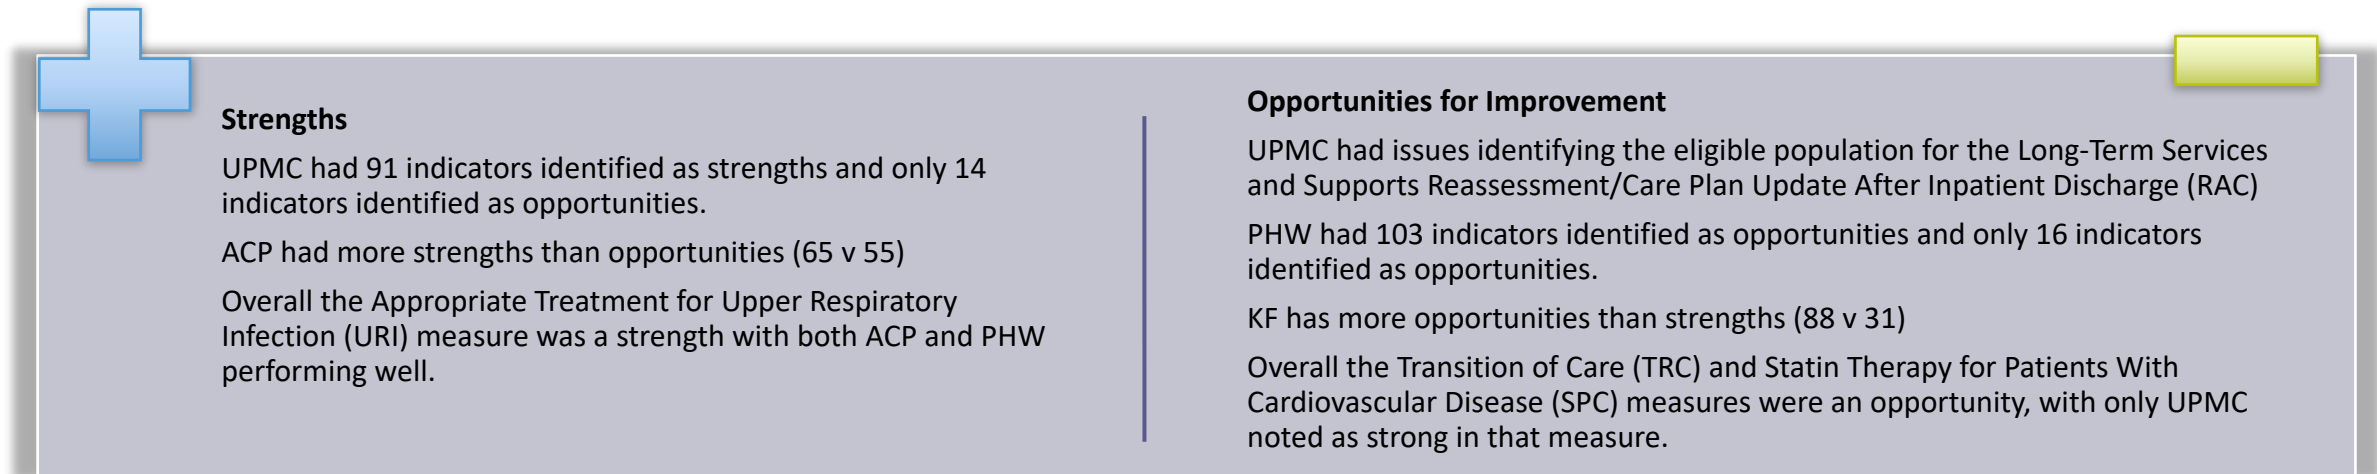 Strengths
UPMC had 91 indicators identified as strengths and only 14
indicators identified as opportunities.
ACP had more strengths than opportunities (65 v 55)
Overall the Appropriate Treatment for Upper Respiratory
Infection (URI) measure was a strength with both ACP and PHW
performing well.
Opportunities for Improvement
UPMC had issues identifying the eligible population for the Long-Term Services
and Supports Reassessment/Care Plan Update After Inpatient Discharge (RAC)
PHW had 103 indicators identified as opportunities and only 16 indicators
identified as opportunities.
KF has more opportunities than strengths (88 v 31)
Overall the Transition of Care (TRC) and Statin Therapy for Patients With
Cardiovascular Disease (SPC) measures were an opportunity, with only UPMC
noted as strong in that measure.